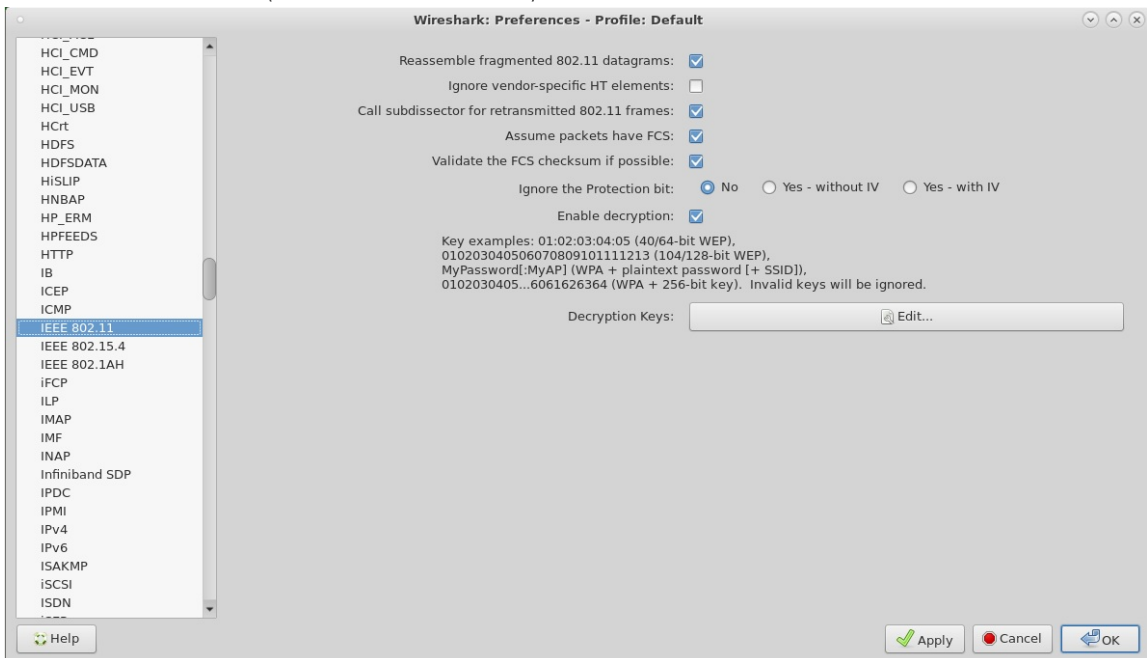 Wireshark: Preferences - Profile: Default
HCI_CMD
HCI_EVT
HCI_MON
HCI_USB
HCrt
HDFS
HDFSDATA
HiSLIP
HNBAP
HP_ERM
HPFEEDS
HTTP
IB
ICEP
ICMP
IEEE 802.11
IEEE 802.15.4
IEEE 802.1AH
iFCP
ILP
IMAP
IMF
INAP
Infiniband SDP
IPDC
IPMI
IPv4
IPv6
ISAKMP
iSCSI
ISDN
Reassemble fragmented 802.11 datagrams:
Ignore vendor-specific HT elements:
Call subdissector for retransmitted 802.11 frames:
Assume packets have FCS:
Validate the FCS checksum if possible:
Ignore the Protection bit: No Yes - without IV Yes - with IV
Enable decryption:
Key examples: 01:02:03:04:05 (40/64-bit WEP),
010203040506070809101111213 (104/128-bit WEP),
MyPassword[:MyAP] (WPA + plaintext password [+ SSID]),
0102030405...6061626364 (WPA + 256-bit key).  Invalid keys will be ignored.
Decryption Keys: Edit...
Help Apply Cancel OK